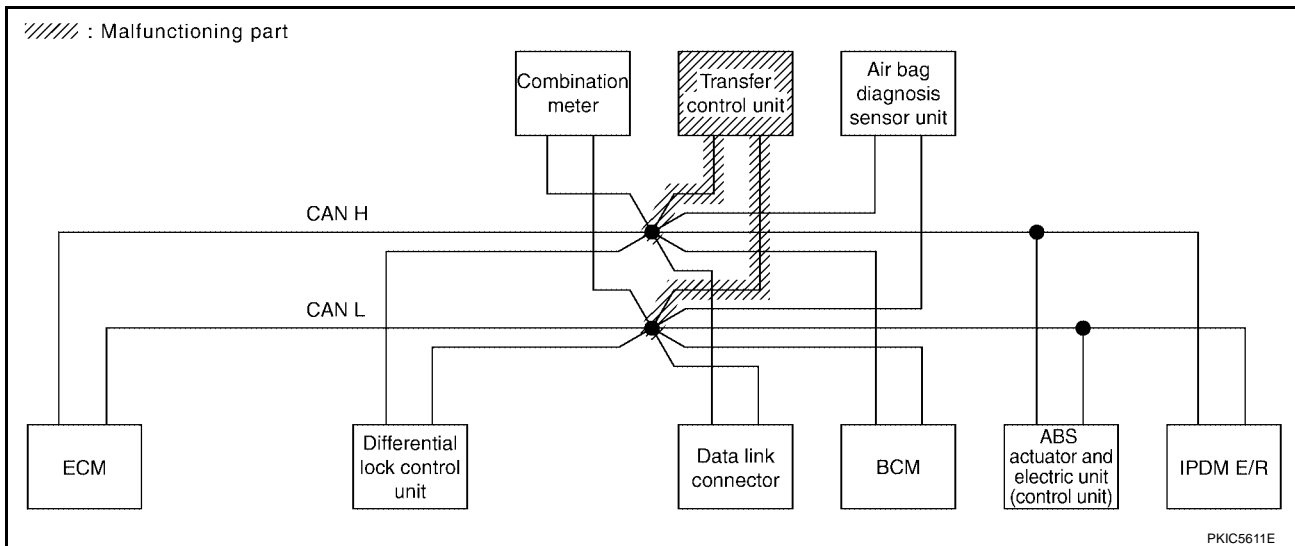 : Malfunctioning part
Combination
meter
Transfer
control unit
Air bag
diagnosis
sensor unit
CAN H
CAN L
ECM
Differential
lock control
unit
Data link
connector
BCM
ABS
actuator and
electric unit
(control unit)
IPDM E/R
PKIC5611E